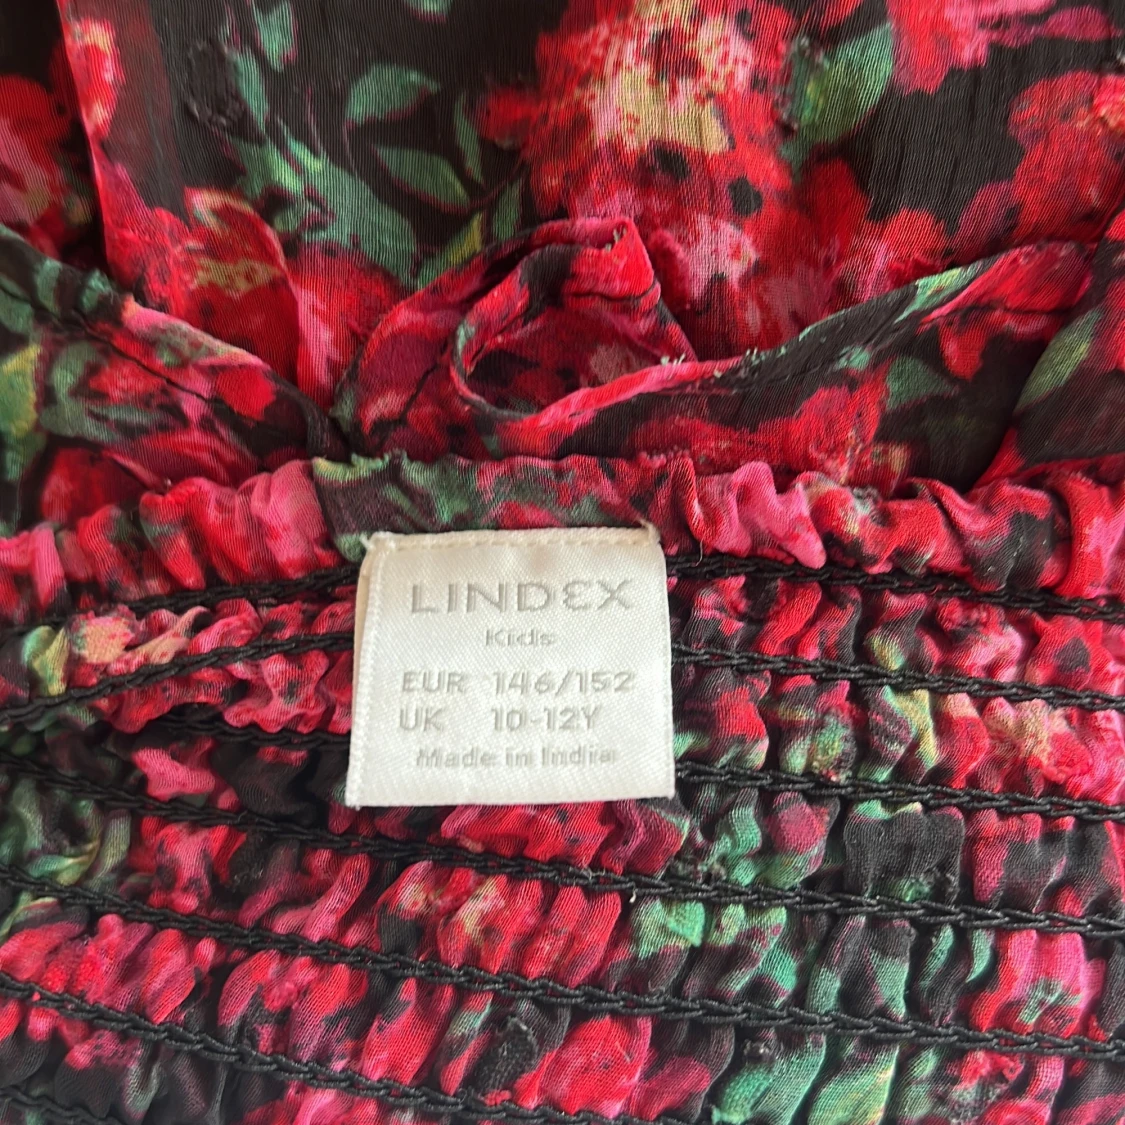 LINDEX
Kids
EUR 146/152
UK 10-12Y
Made in India